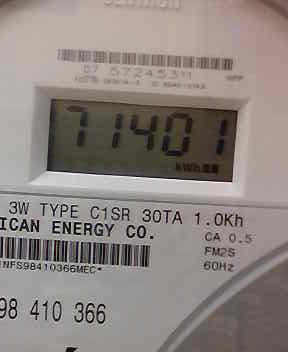 07 57245311
71401
kWh
3W TYPE C1SR 30TA 1.0Kh
ICAN ENERGY CO.
CA 0.5
FM2S
NFS98410366MEC*
60Hz
98 410 366